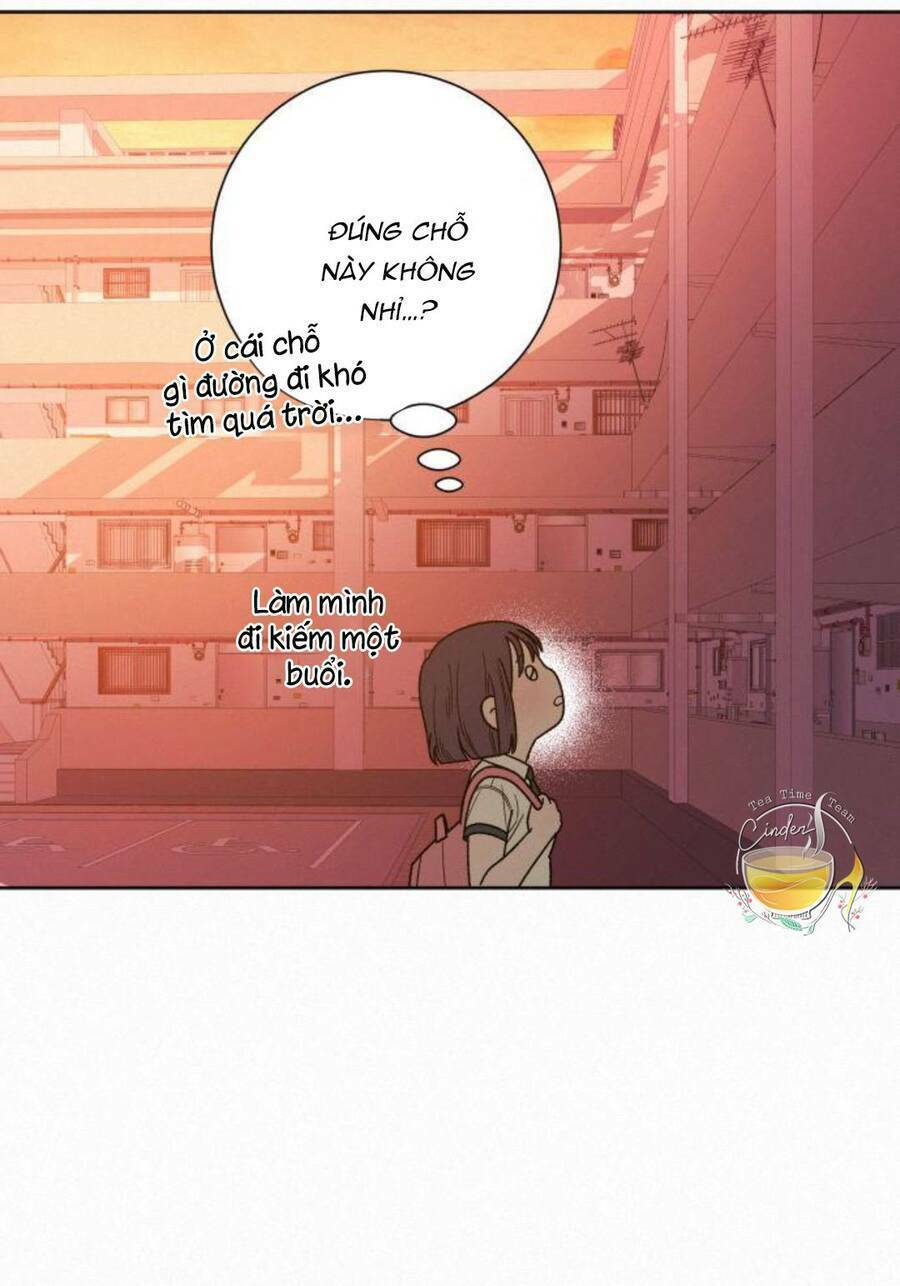 ĐÚNG CHỖ
NÀY KHÔNG
NHỈ...?
Ở cái chỗ
gì đường đi khó
tìm quá trời...
Làm mình
đi kiếm một
buổi.
Tea Time Team
Cinder